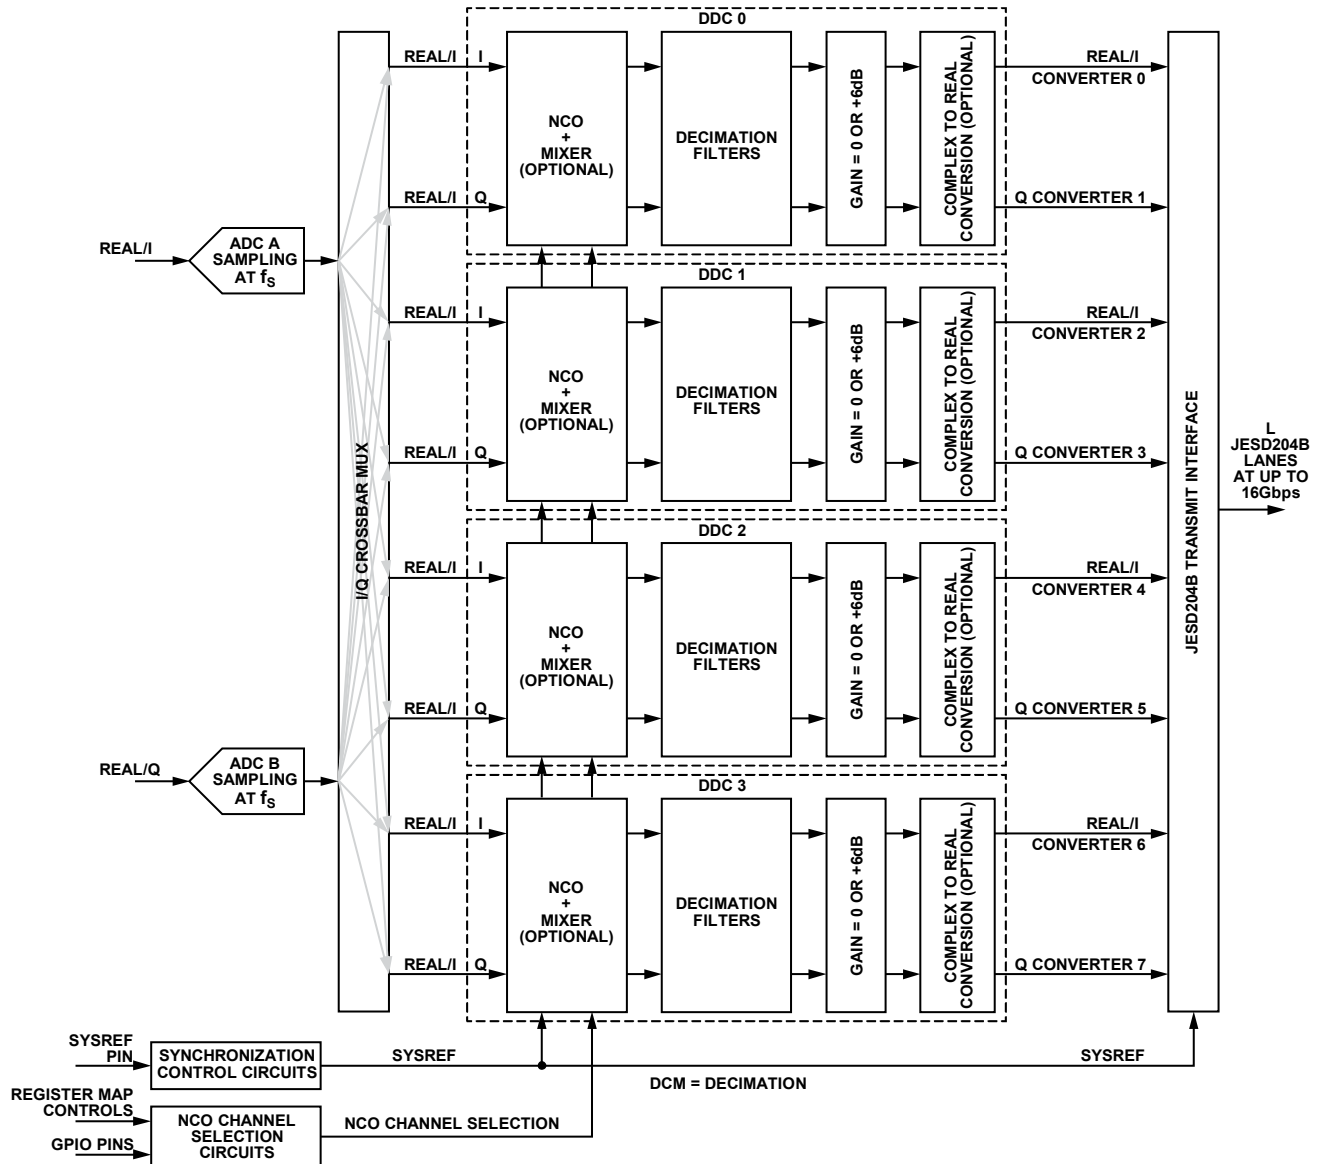 DDC 0
REAL/I I
NCO
+
MIXER
(OPTIONAL)
DECIMATION
FILTERS
GAIN = 0 OR +6dB
COMPLEX TO REAL
CONVERSION (OPTIONAL)
REAL/I
CONVERTER 0
REAL/I Q
Q CONVERTER 1
REAL/I
ADC A
SAMPLING
AT fS
DDC 1
REAL/I I
NCO
+
MIXER
(OPTIONAL)
DECIMATION
FILTERS
GAIN = 0 OR +6dB
COMPLEX TO REAL
CONVERSION (OPTIONAL)
REAL/I
CONVERTER 2
REAL/I Q
Q CONVERTER 3
I/Q CROSSBAR MUX
JESD204B TRANSMIT INTERFACE
L
JESD204B
LANES
AT UP TO
16Gbps
DDC 2
REAL/I I
NCO
+
MIXER
(OPTIONAL)
DECIMATION
FILTERS
GAIN = 0 OR +6dB
COMPLEX TO REAL
CONVERSION (OPTIONAL)
REAL/I
CONVERTER 4
REAL/I Q
Q CONVERTER 5
REAL/Q
ADC B
SAMPLING
AT fS
DDC 3
REAL/I I
NCO
+
MIXER
(OPTIONAL)
DECIMATION
FILTERS
GAIN = 0 OR +6dB
COMPLEX TO REAL
CONVERSION (OPTIONAL)
REAL/I
CONVERTER 6
REAL/I Q
Q CONVERTER 7
SYSREF
PIN
SYNCHRONIZATION
CONTROL CIRCUITS
SYSREF
SYSREF
DCM = DECIMATION
REGISTER MAP
CONTROLS
GPIO PINS
NCO CHANNEL
SELECTION
CIRCUITS
NCO CHANNEL SELECTION